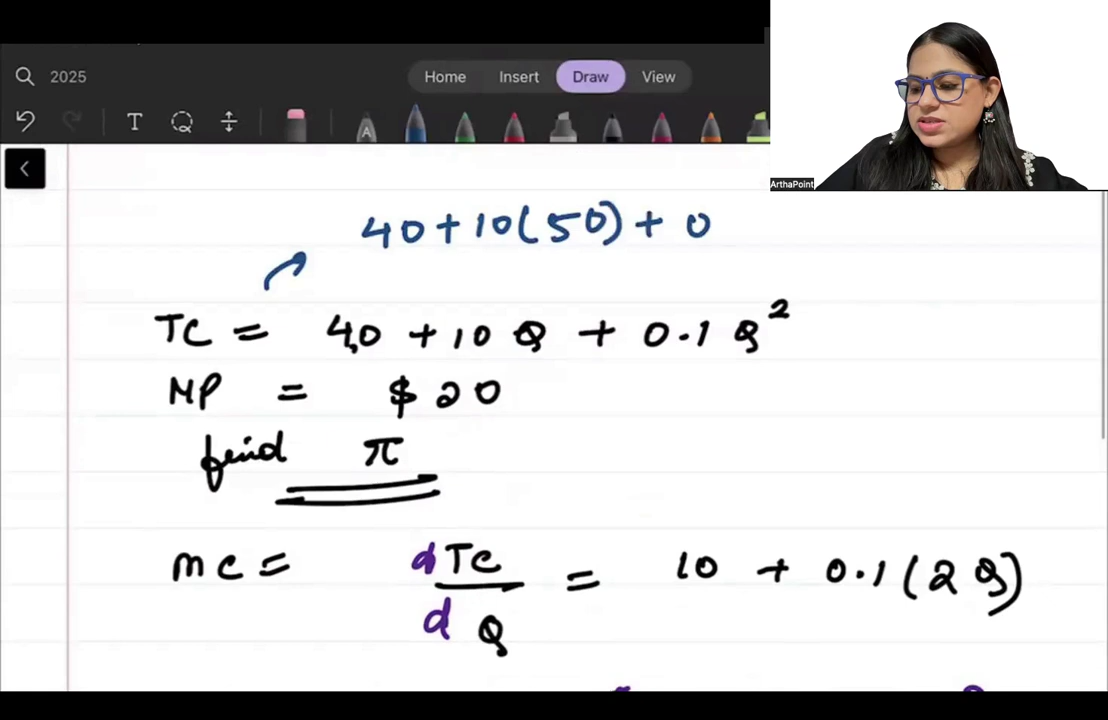 2025
Home Insert Draw View
T
A
ArthaPoint
40+10(50)+0
TC = 40 + 10 Q + 0.1 Q²
MP = $20
find π
MC = dTC/dQ = 10 + 0.1(2Q)